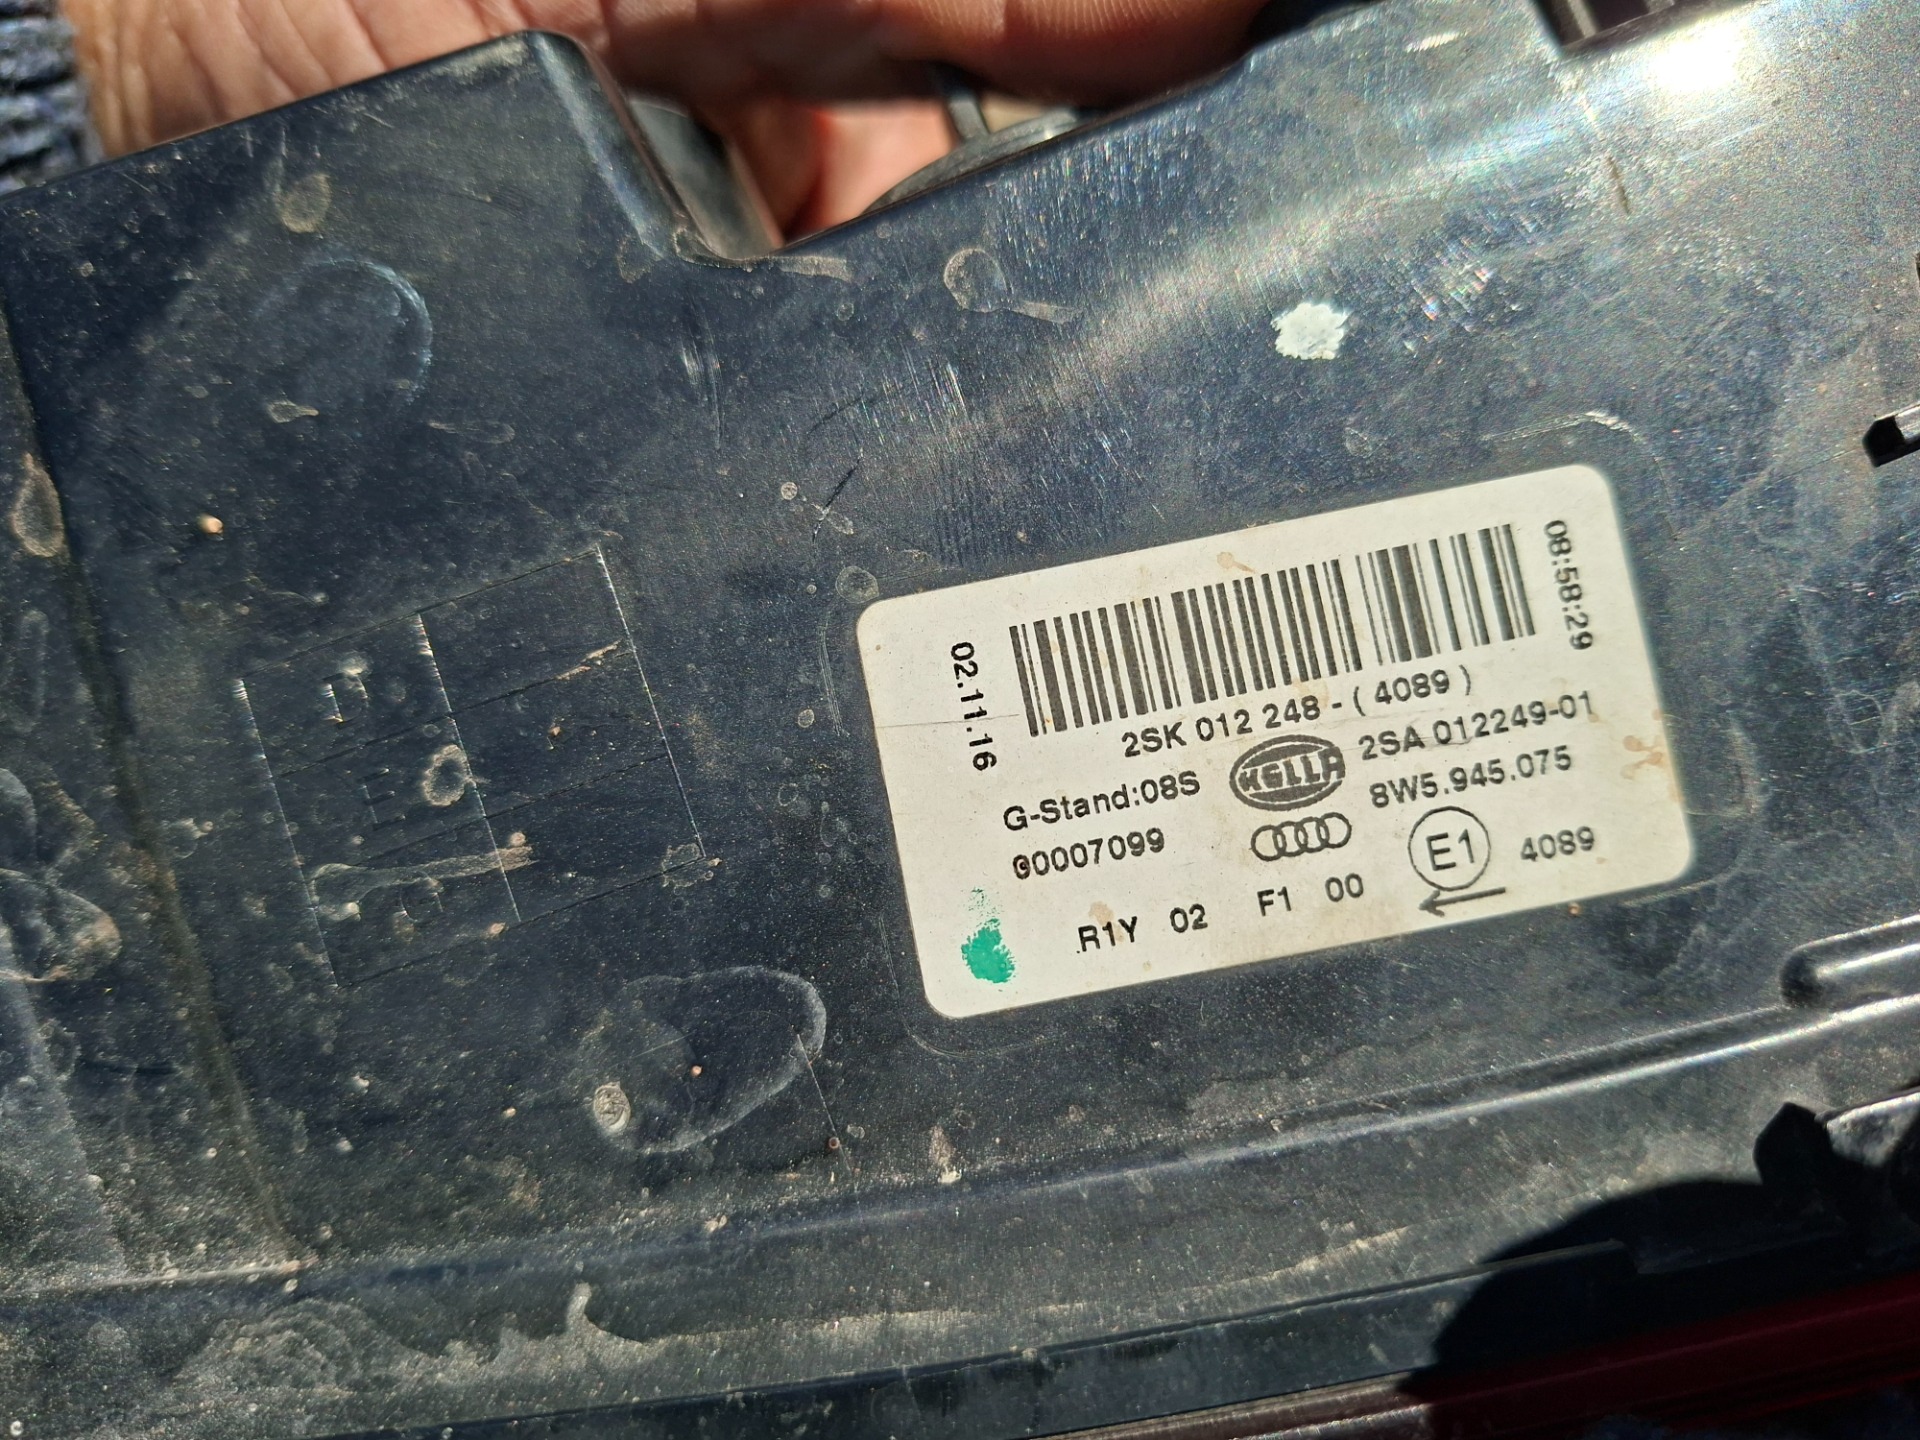 02.11.16
08:58:29
2SK 012 248 - ( 4089 )
G-Stand:08S HELLA 2SA 012249-01
00007099 8W5.945.075
R1Y 02 F1 00 E1 4089
D
E